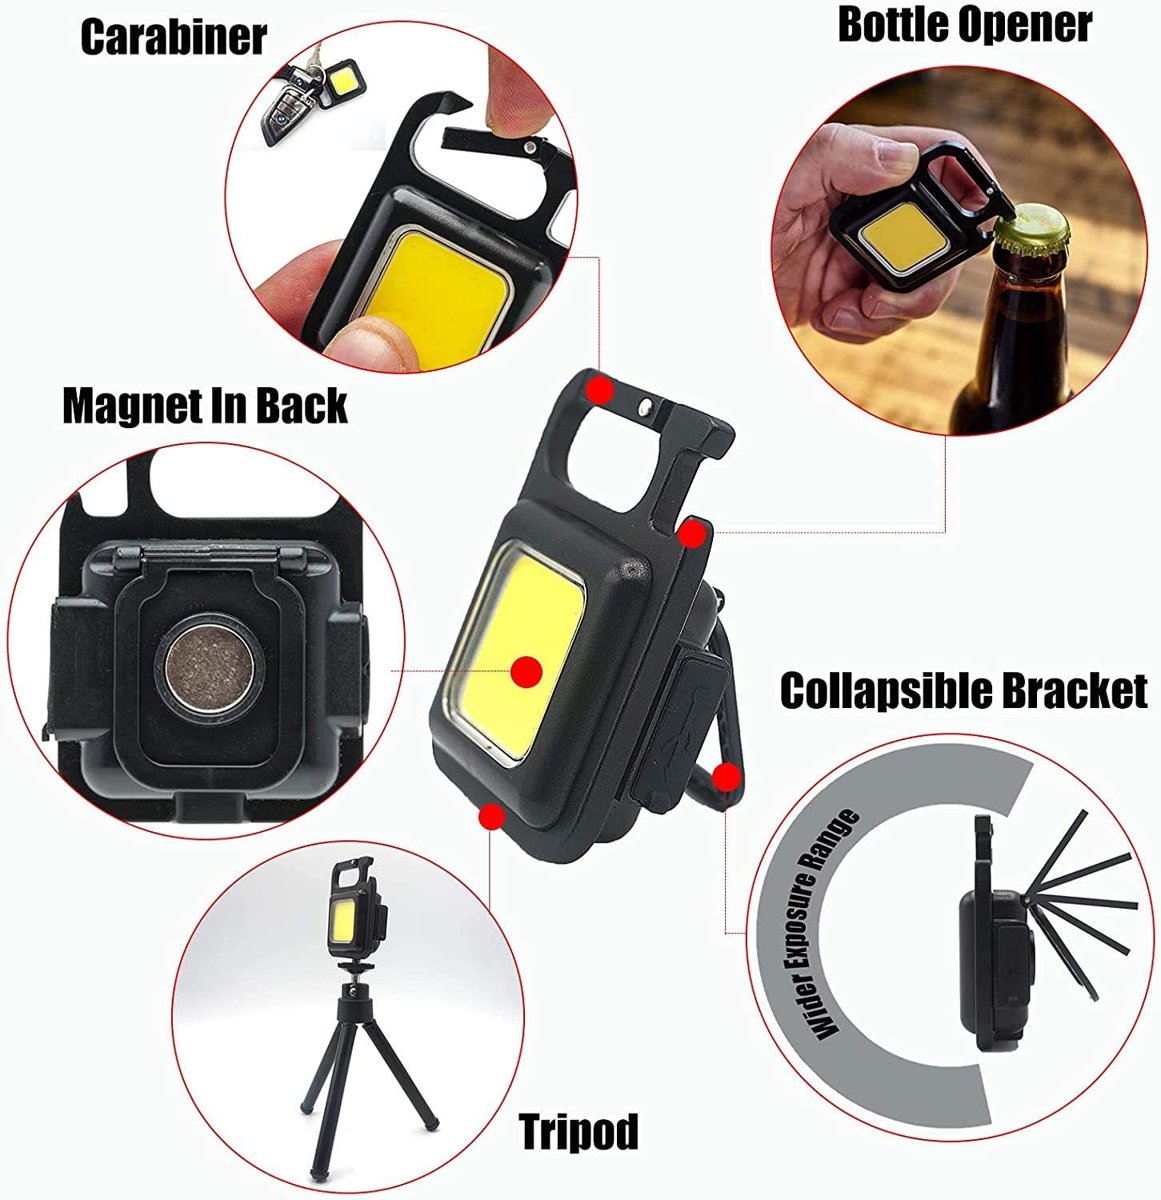 Carabiner
Bottle Opener
Magnet In Back
Collapsible Bracket
Wider Exposure Range
Tripod